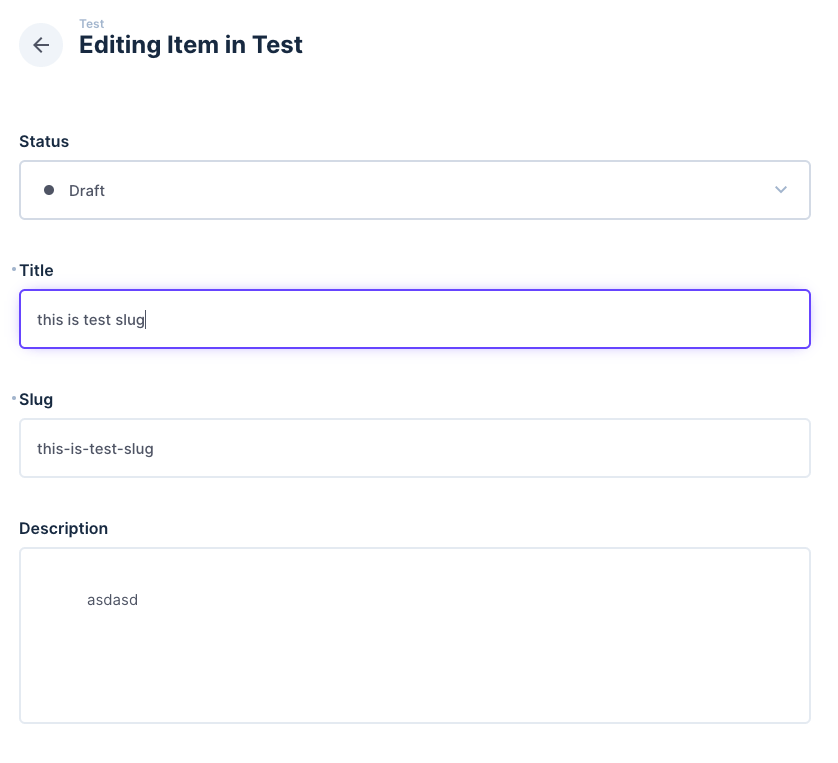 Test
Editing Item in Test
Status
Draft
Title
this is test slug
Slug
this-is-test-slug
Description
asdasd